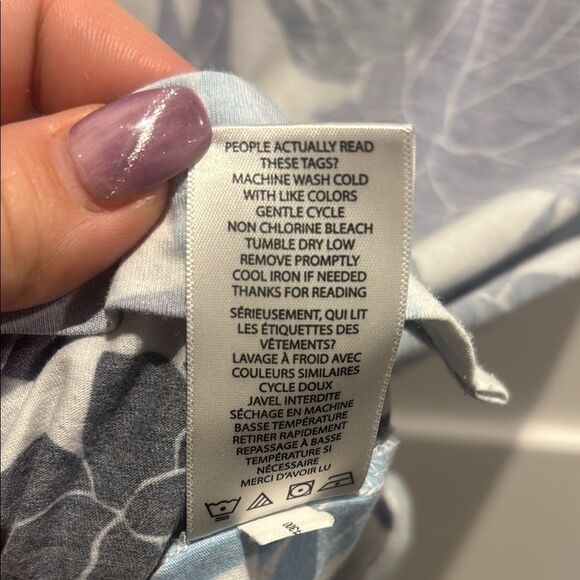 PEOPLE ACTUALLY READ
THESE TAGS?
MACHINE WASH COLD
WITH LIKE COLORS
GENTLE CYCLE
NON CHLORINE BLEACH
TUMBLE DRY LOW
REMOVE PROMPTLY
COOL IRON IF NEEDED
THANKS FOR READING
SÉRIEUSEMENT, QUI LIT
LES ÉTIQUETTES DES
VÊTEMENTS?
LAVAGE À FROID AVEC
COULEURS SIMILAIRES
CYCLE DOUX
JAVEL INTERDITE
SÉCHAGE EN MACHINE
BASSE TEMPÉRATURE
RETIRER RAPIDEMENT
REPASSAGE À BASSE
TEMPÉRATURE SI
NÉCESSAIRE
MERCI D'AVOIR LU